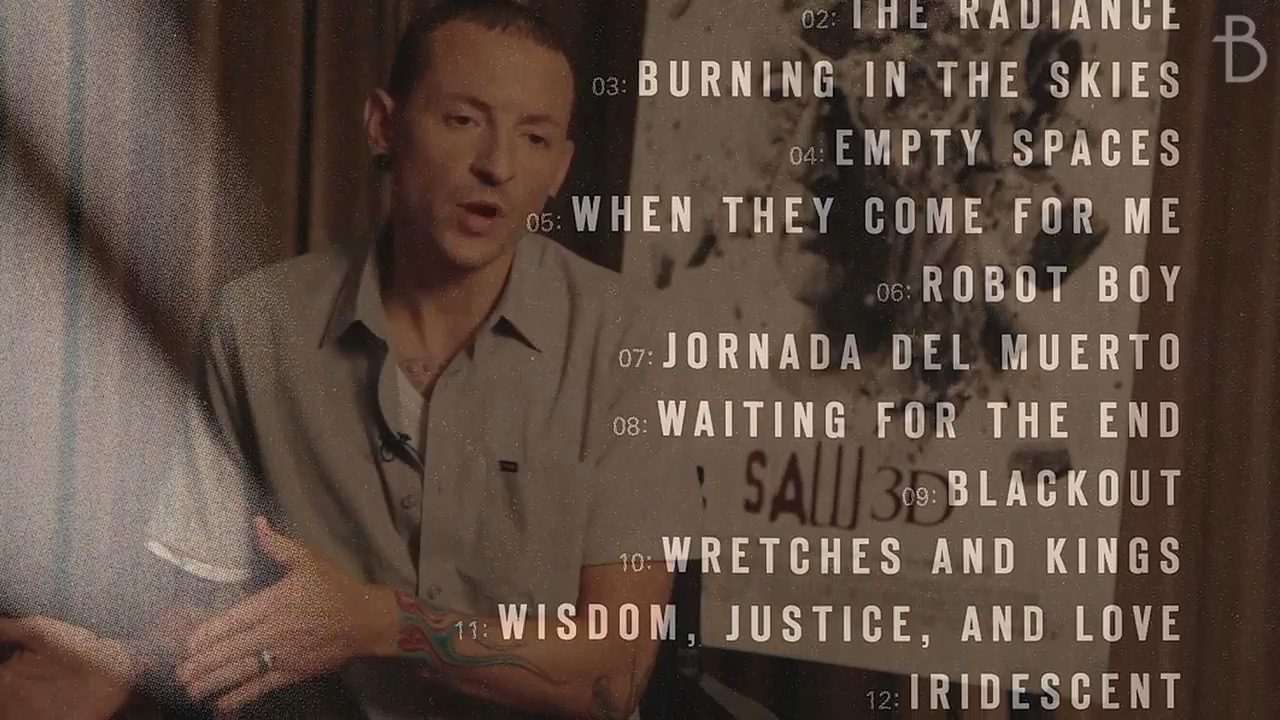 B
02: THE RADIANCE
03: BURNING IN THE SKIES
04: EMPTY SPACES
05: WHEN THEY COME FOR ME
06: ROBOT BOY
07: JORNADA DEL MUERTO
08: WAITING FOR THE END
SAW 3D
09: BLACKOUT
10: WRETCHES AND KINGS
11: WISDOM, JUSTICE, AND LOVE
12: IRIDESCENT